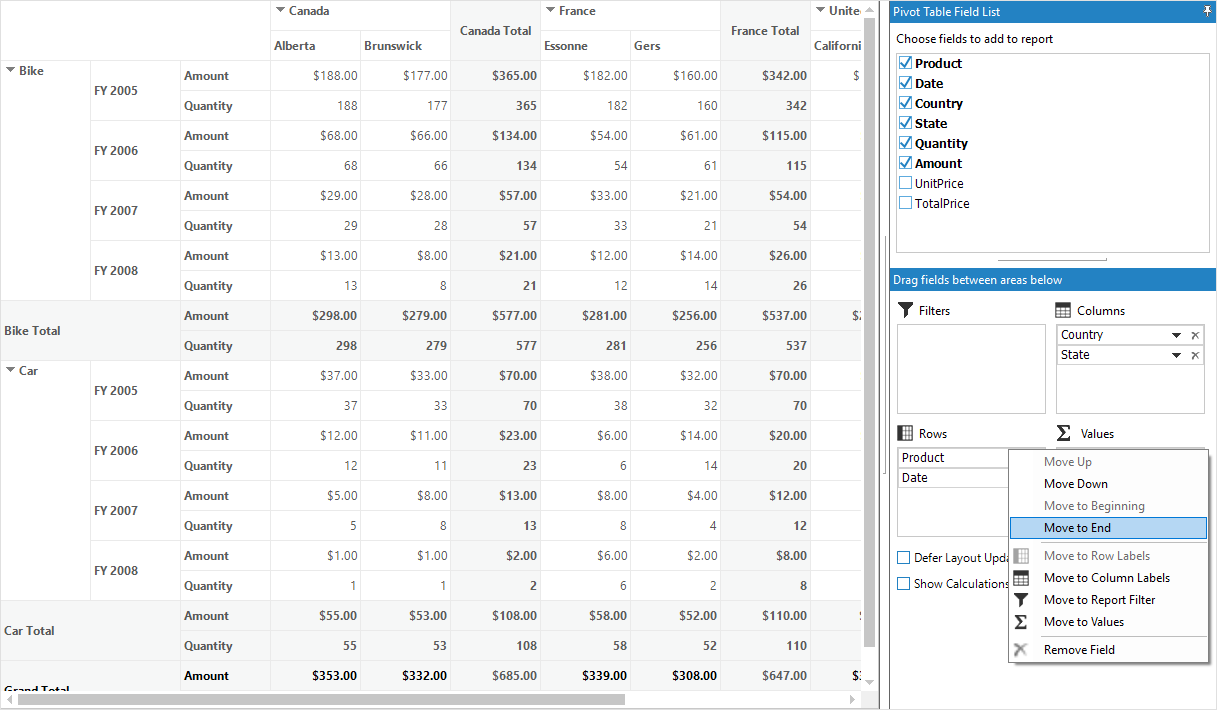 Canada Canada Total France France Total Unite
Alberta Brunswick Essonne Gers Californi
Bike FY 2005 Amount $188.00 $177.00 $365.00 $182.00 $160.00 $342.00 $
Quantity 188 177 365 182 160 342
FY 2006 Amount $68.00 $66.00 $134.00 $54.00 $61.00 $115.00
Quantity 68 66 134 54 61 115
FY 2007 Amount $29.00 $28.00 $57.00 $33.00 $21.00 $54.00
Quantity 29 28 57 33 21 54
FY 2008 Amount $13.00 $8.00 $21.00 $12.00 $14.00 $26.00
Quantity 13 8 21 12 14 26
Bike Total Amount $298.00 $279.00 $577.00 $281.00 $256.00 $537.00 $2
Quantity 298 279 577 281 256 537
Car FY 2005 Amount $37.00 $33.00 $70.00 $38.00 $32.00 $70.00
Quantity 37 33 70 38 32 70
FY 2006 Amount $12.00 $11.00 $23.00 $6.00 $14.00 $20.00
Quantity 12 11 23 6 14 20
FY 2007 Amount $5.00 $8.00 $13.00 $8.00 $4.00 $12.00
Quantity 5 8 13 8 4 12
FY 2008 Amount $1.00 $1.00 $2.00 $6.00 $2.00 $8.00
Quantity 1 1 2 6 2 8
Car Total Amount $55.00 $53.00 $108.00 $58.00 $52.00 $110.00
Quantity 55 53 108 58 52 110
Grand Total Amount $353.00 $332.00 $685.00 $339.00 $308.00 $647.00
Pivot Table Field List
Choose fields to add to report
Product
Date
Country
State
Quantity
Amount
UnitPrice
TotalPrice
Drag fields between areas below
Filters
Columns
Country
State
Rows
Product
Date
Values
Move Up
Move Down
Move to Beginning
Move to End
Move to Row Labels
Move to Column Labels
Move to Report Filter
Move to Values
Remove Field
Defer Layout Upda
Show Calculations